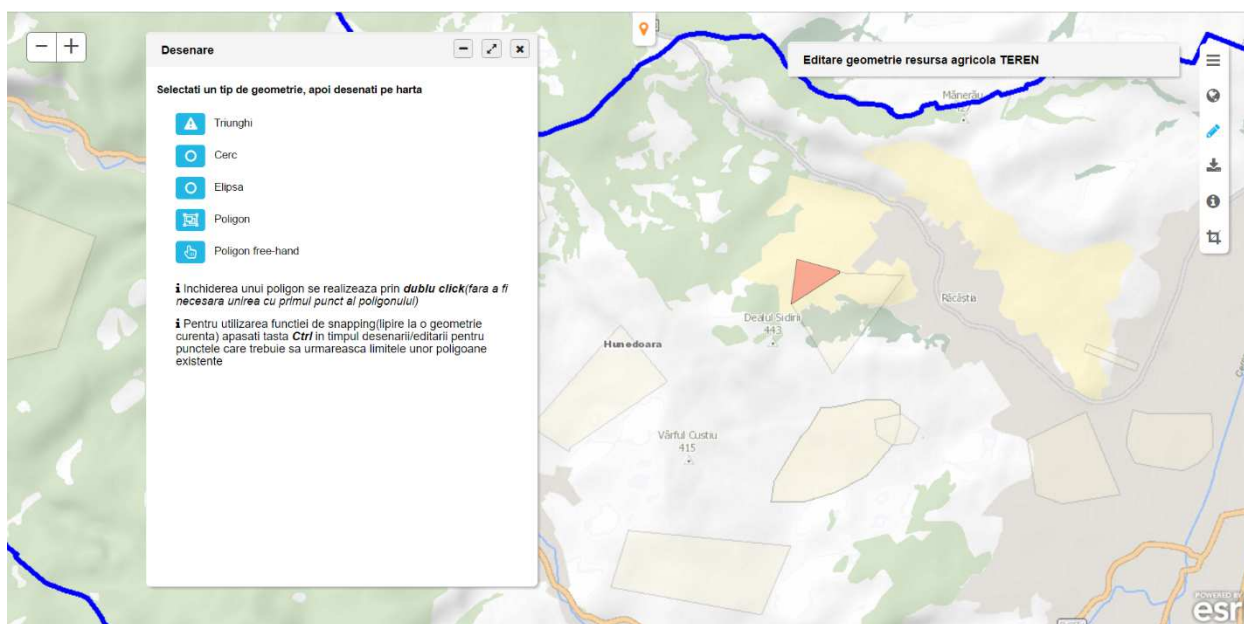 Desenare
Selectati un tip de geometrie, apoi desenati pe harta
Triunghi
Cerc
Elipsa
Poligon
Poligon free-hand
Inchiderea unui poligon se realizeaza prin dublu click(fara a fi
necesara unirea cu primul punct al poligonului)
Pentru utilizarea functiei de snapping(lipire la o geometrie
curenta) apasati tasta Ctrl in timpul desenarii/editarii pentru
punctele care trebuie sa urmareasca limitele unor poligoane
existente
Editare geometrie resursa agricola TEREN
Mănerău
Răcăștia
Dealul Sidirii
443
Hunedoara
Vârful Custiu
415
POWERED BY
esri